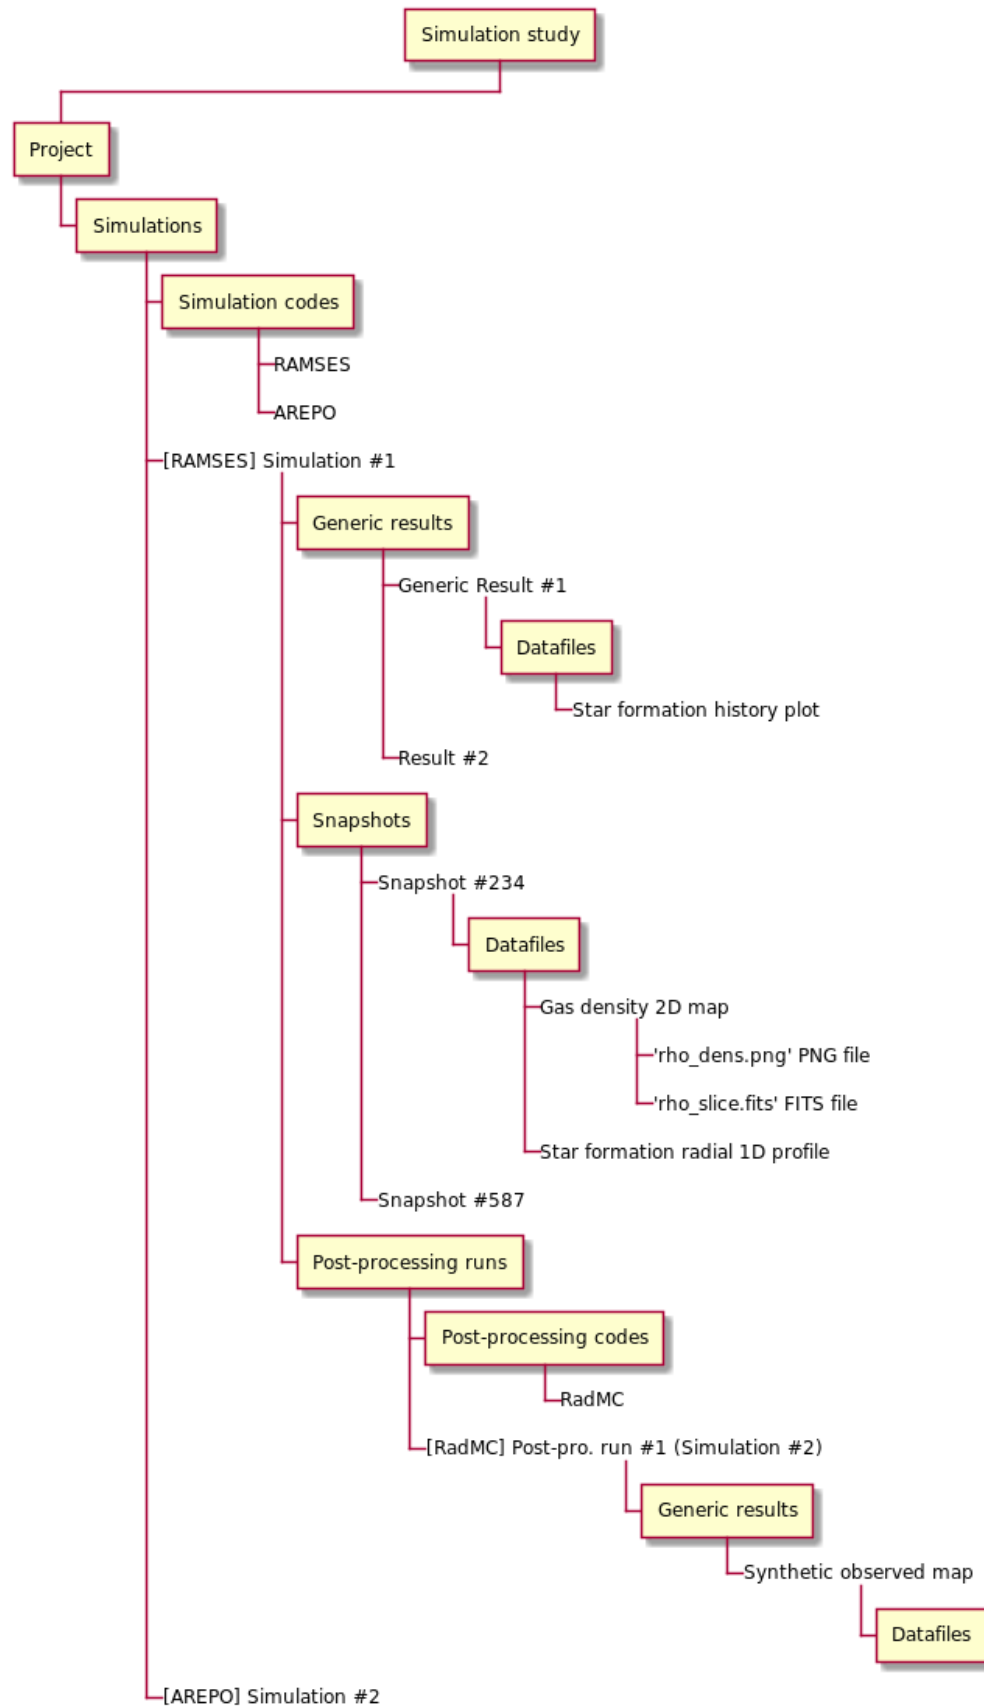 Simulation study
Project
Simulations
Simulation codes
RAMSES
AREPO
[RAMSES] Simulation #1
Generic results
Generic Result #1
Datafiles
Star formation history plot
Result #2
Snapshots
Snapshot #234
Datafiles
Gas density 2D map
'rho_dens.png' PNG file
'rho_slice.fits' FITS file
Star formation radial 1D profile
Snapshot #587
Post-processing runs
Post-processing codes
RadMC
[RadMC] Post-pro. run #1 (Simulation #2)
Generic results
Synthetic observed map
Datafiles
[AREPO] Simulation #2